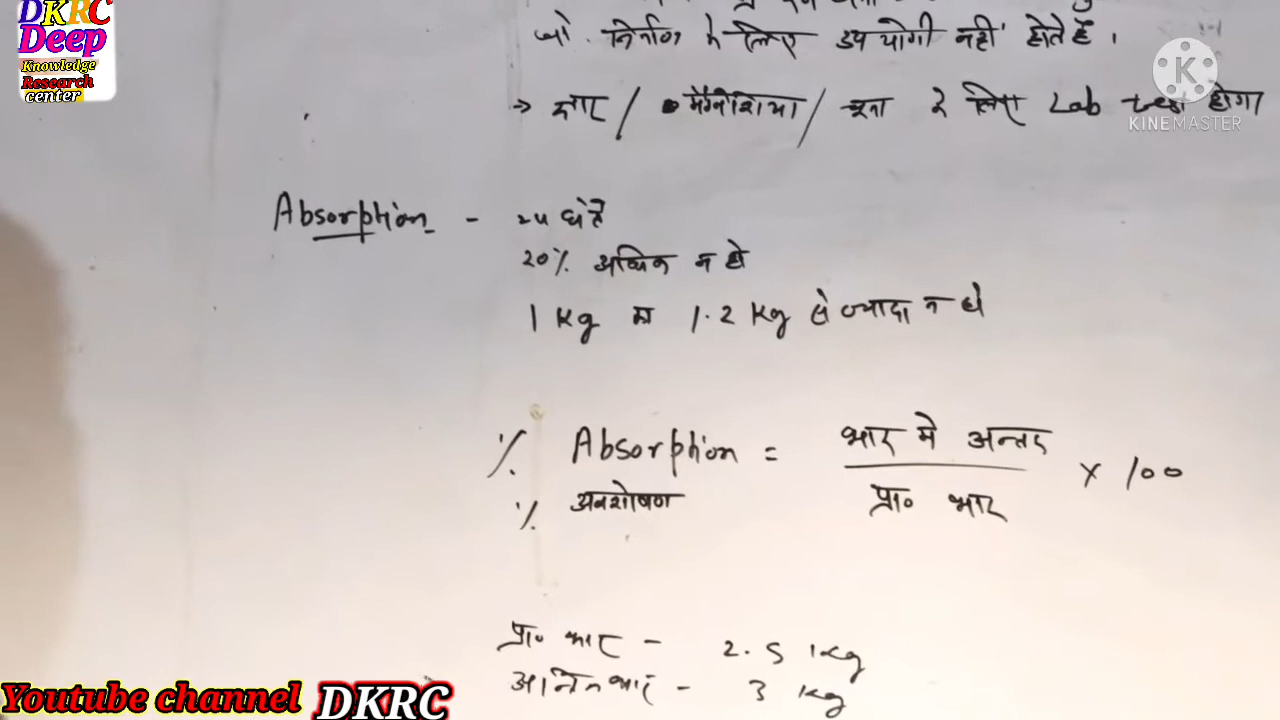 DKRC
Deep
Knowledge
Research
center
जो निर्माण के लिए उपयोगी नहीं होते हैं।
→ क्षार / मैग्नेशिया / चूना के लिए Lab test होगा
K
KINEMASTER
Absorption - 24 घंटे
20% अधिक न हो
1 Kg का 1.2 Kg से ज्यादा न हो
% Absorption = भार मे अन्तर
% अवशोषण प्रा० भार × 100
प्रा० भार - 2.5 Kg
अन्तिम भार - 3 kg
Youtube channel DKRC